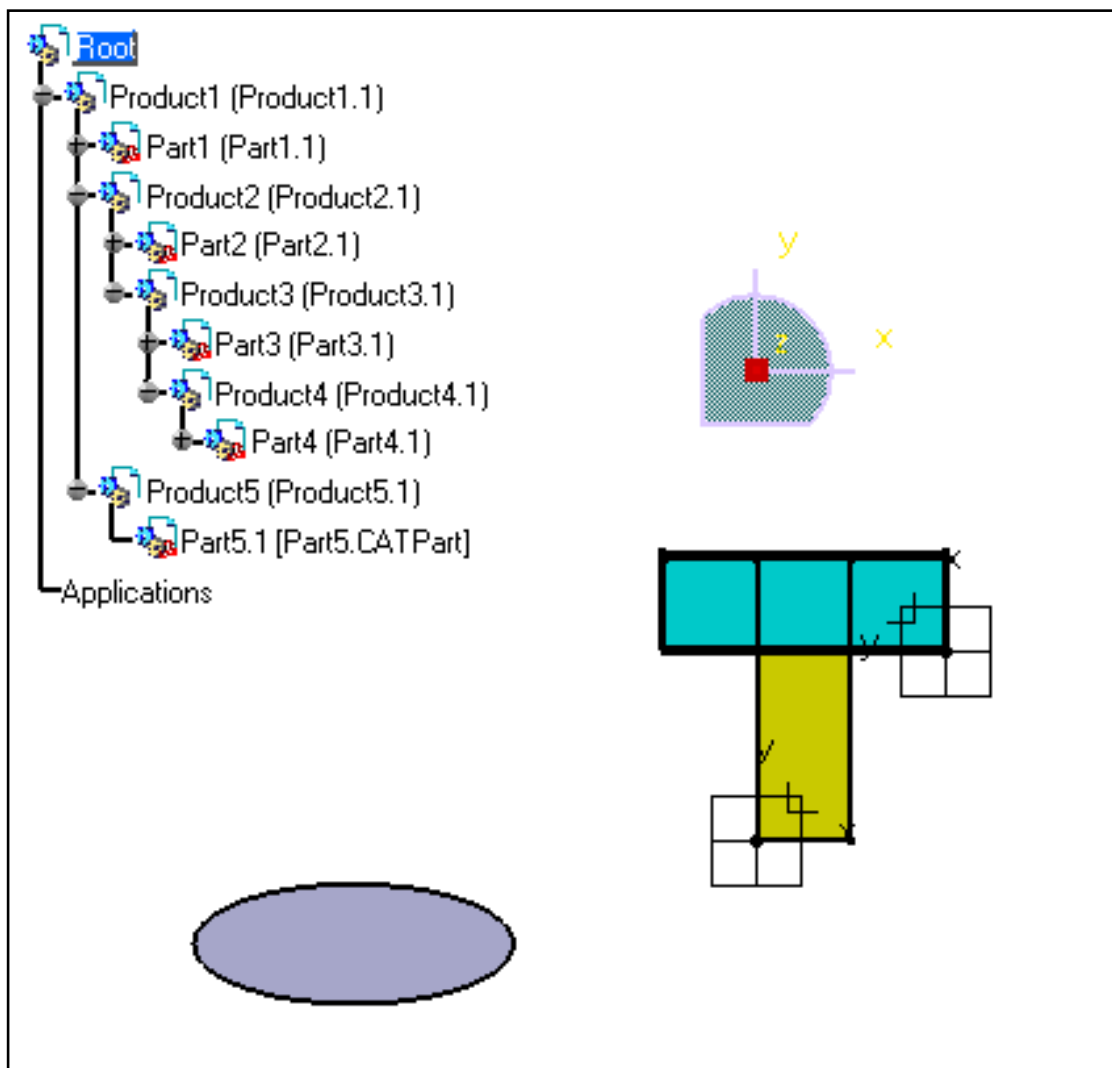 Root
Product1 (Product1.1)
Part1 (Part1.1)
Product2 (Product2.1)
Part2 (Part2.1)
Product3 (Product3.1)
Part3 (Part3.1)
Product4 (Product4.1)
Part4 (Part4.1)
Product5 (Product5.1)
Part5.1 [Part5.CATPart]
Applications
y
z
x
x
y
y
x